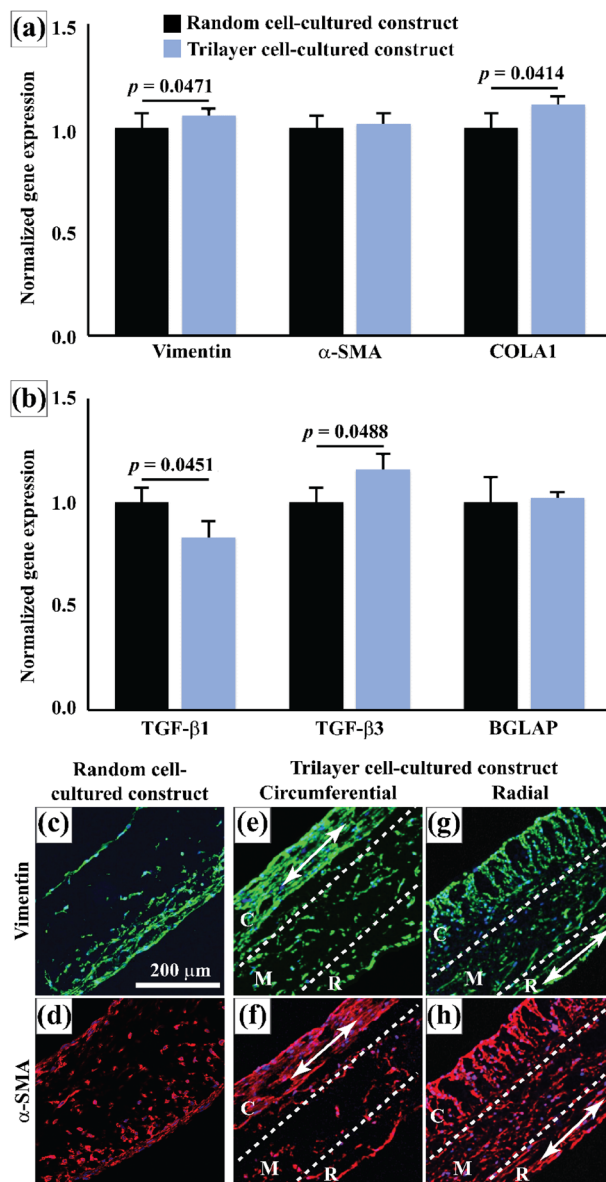 (a)
Random cell-cultured construct
Trilayer cell-cultured construct
p = 0.0471
p = 0.0414
Normalized gene expression
1.5
1.0
0.5
0.0
Vimentin
α-SMA
COLA1
(b)
p = 0.0451
p = 0.0488
Normalized gene expression
1.5
1.0
0.5
0.0
TGF-β1
TGF-β3
BGLAP
Random cell-
cultured construct
Trilayer cell-cultured construct
Circumferential
Radial
Vimentin
(c)
200 μm
(e)
C
M
R
(g)
C
M
R
α-SMA
(d)
(f)
C
M
R
(h)
C
M
R